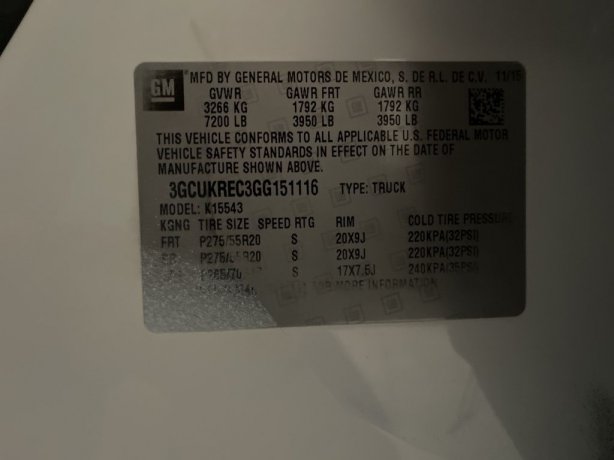 GM MFD BY GENERAL MOTORS DE MEXICO, S. DE R.L. DE C.V. 11/15
GVWR GAWR FRT GAWR RR
3266 KG 1792 KG 1792 KG
7200 LB 3950 LB 3950 LB
THIS VEHICLE CONFORMS TO ALL APPLICABLE U.S. FEDERAL MOTOR
VEHICLE SAFETY STANDARDS IN EFFECT ON THE DATE OF
MANUFACTURE SHOWN ABOVE.
3GCUKREC3GG151116 TYPE: TRUCK
MODEL: K15543
KGNG TIRE SIZE SPEED RTG RIM COLD TIRE PRESSURE
FRT P275/55R20 S 20X9J 220KPA(32PSI)
S 20X9J 220KPA(32PSI)
S 17X7.5J 240KPA(35PSI)
FOR MORE INFORMATION